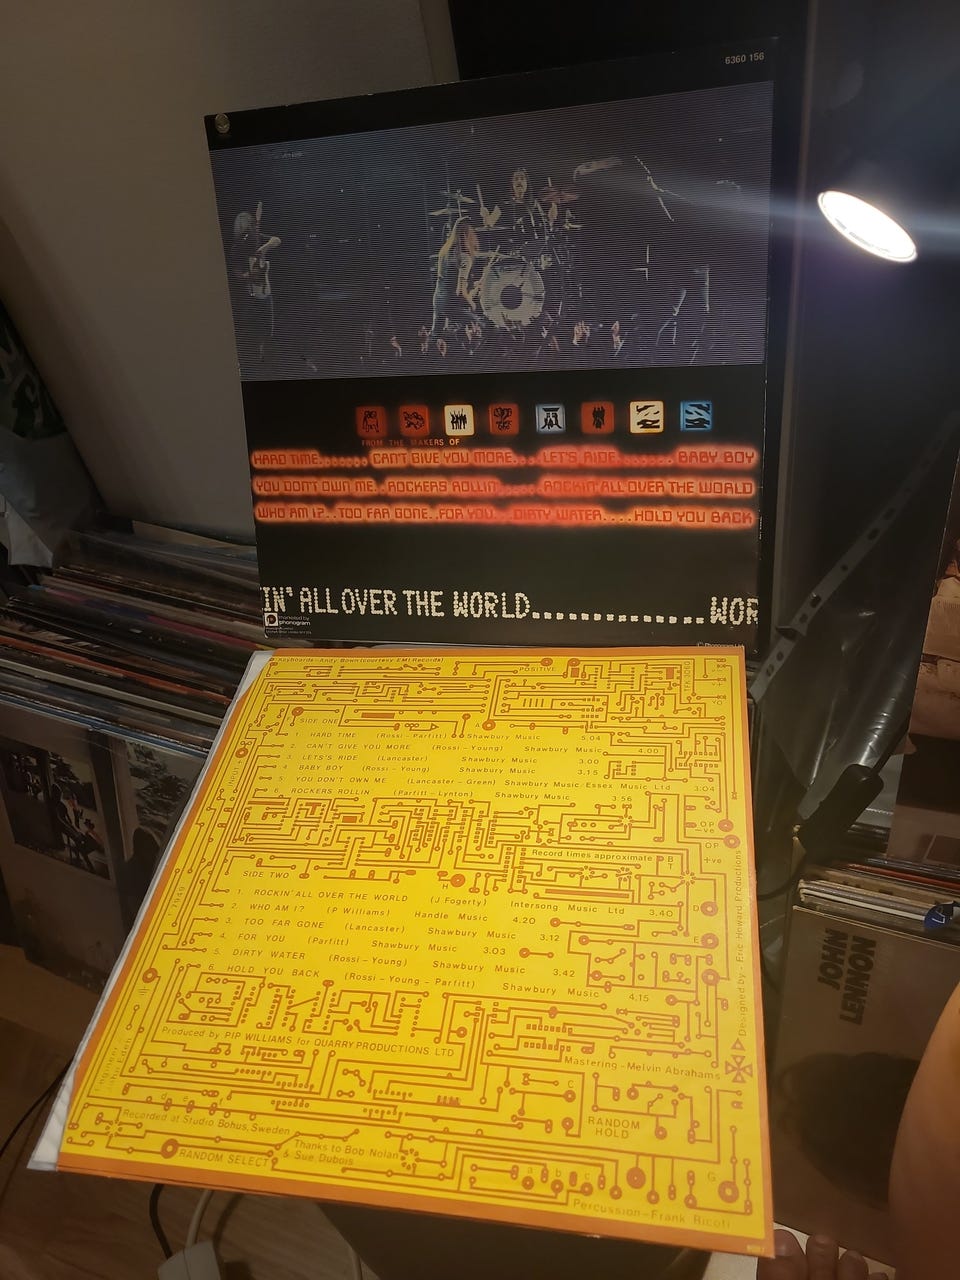 6360 156
FROM THE MAKERS OF
HARD TIME....... CAN'T GIVE YOU MORE.... LET'S RIDE....... BABY BOY
YOU DON'T OWN ME..ROCKERS ROLLIN'..... ROCKIN' ALL OVER THE WORLD
WHO AM I?..TOO FAR GONE..FOR YOU....DIRTY WATER....HOLD YOU BACK
IN' ALL OVER THE WORLD...............WOR
marketed by
phonogram
Keyboards - Andy Bown (courtesy EMI Records)
POSITIVE
SIDE ONE
1. HARD TIME (Rossi - Parfitt) Shawbury Music 5.04
2. CAN'T GIVE YOU MORE (Rossi - Young) Shawbury Music 4.00
3. LETS'S RIDE (Lancaster) Shawbury Music 3.00
4. BABY BOY (Rossi - Young) Shawbury Music 3.15
5. YOU DON'T OWN ME (Lancaster - Green) Shawbury Music/Essex Music Ltd 3.04
6. ROCKERS ROLLIN' (Parfitt - Lynton) Shawbury Music 3.56
OP
-ve
OP
+ve
Record times approximate
SIDE TWO
1. ROCKIN' ALL OVER THE WORLD (J Fogerty) Intersong Music Ltd 3.40
2. WHO AM I? (P Williams) Handle Music 4.20
3. TOO FAR GONE (Lancaster) Shawbury Music 3.12
4. FOR YOU (Parfitt) Shawbury Music 3.03
5. DIRTY WATER (Rossi - Young) Shawbury Music 3.42
6. HOLD YOU BACK (Rossi - Young - Parfitt) Shawbury Music 4.15
Produced by PIP WILLIAMS for QUARRY PRODUCTIONS LTD
Mastering - Melvin Abrahams
Designed by - Eric Howard Productions
Recorded at Studio Bohus, Sweden
RANDOM
HOLD
Thanks to Bob Nolan
& Sue Dubois
RANDOM SELECT
a b c
G
Percussion - Frank Ricotti
JOHN
LENNON